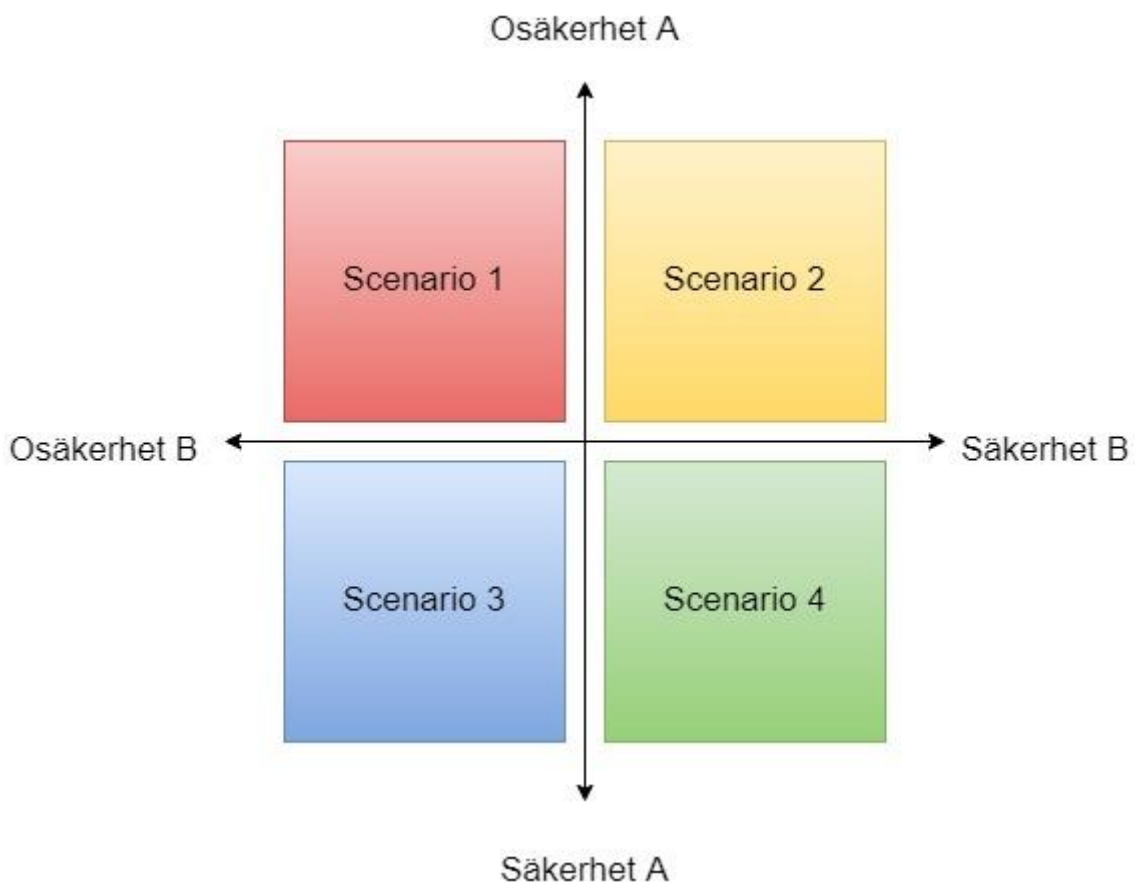 Osäkerhet A
Scenario 1
Scenario 2
Osäkerhet B
Säkerhet B
Scenario 3
Scenario 4
Säkerhet A